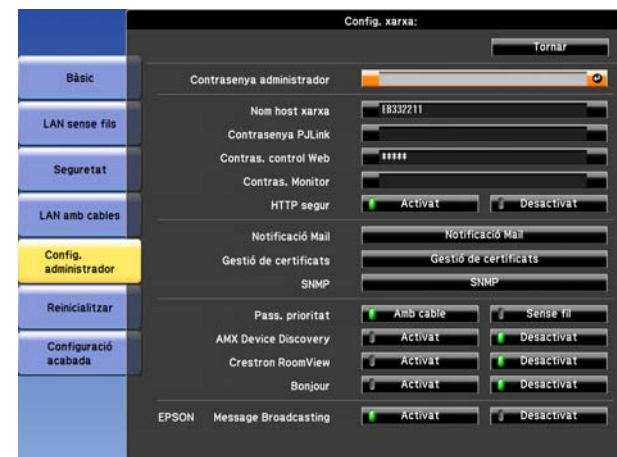 Config. xarxa:
Tornar
Bàsic
LAN sense fils
Seguretat
LAN amb cables
Config.
administrador
Reinicialitzar
Configuració
acabada
Contrasenya administrador
Nom host xarxa EB332211
Contrasenya PJLink
Contras. control Web *****
Contras. Monitor
HTTP segur Activat Desactivat
Notificació Mail Notificació Mail
Gestió de certificats Gestió de certificats
SNMP SNMP
Pass. prioritat Amb cable Sense fil
AMX Device Discovery Activat Desactivat
Crestron RoomView Activat Desactivat
Bonjour Activat Desactivat
EPSON Message Broadcasting Activat Desactivat